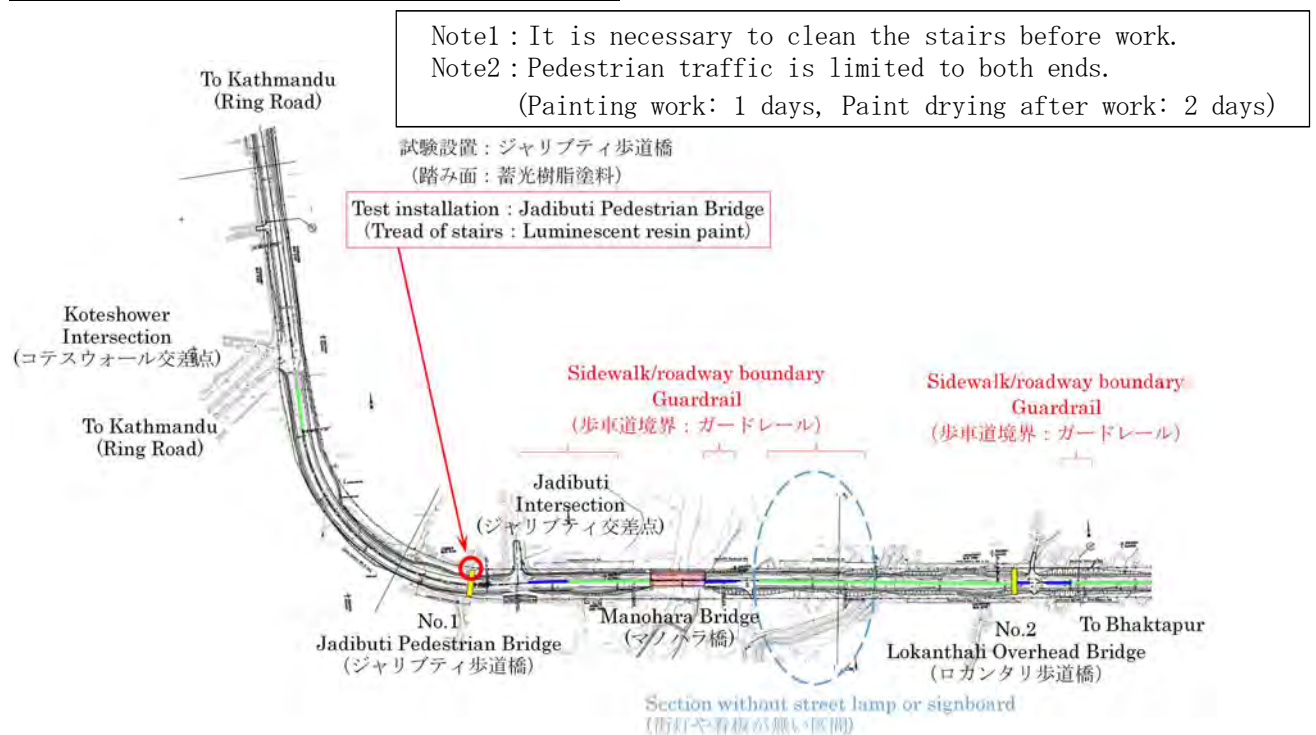 Note1：It is necessary to clean the stairs before work.
Note2：Pedestrian traffic is limited to both ends.
(Painting work: 1 days, Paint drying after work: 2 days)
To Kathmandu
(Ring Road)
試験設置：ジャリブティ歩道橋
(踏み面：蓄光樹脂塗料)
Test installation：Jadibuti Pedestrian Bridge
(Tread of stairs：Luminescent resin paint)
Koteshower
Intersection
(コテスウォール交差点)
To Kathmandu
(Ring Road)
Sidewalk/roadway boundary
Guardrail
(歩車道境界：ガードレール)
Sidewalk/roadway boundary
Guardrail
(歩車道境界：ガードレール)
Jadibuti
Intersection
(ジャリブティ交差点)
No.1
Jadibuti Pedestrian Bridge
(ジャリブティ歩道橋)
Manohara Bridge
(マノハラ橋)
No.2
Lokanthali Overhead Bridge
(ロカンタリ歩道橋)
To Bhaktapur
Section without street lamp or signboard
(街灯や看板が無い区間)